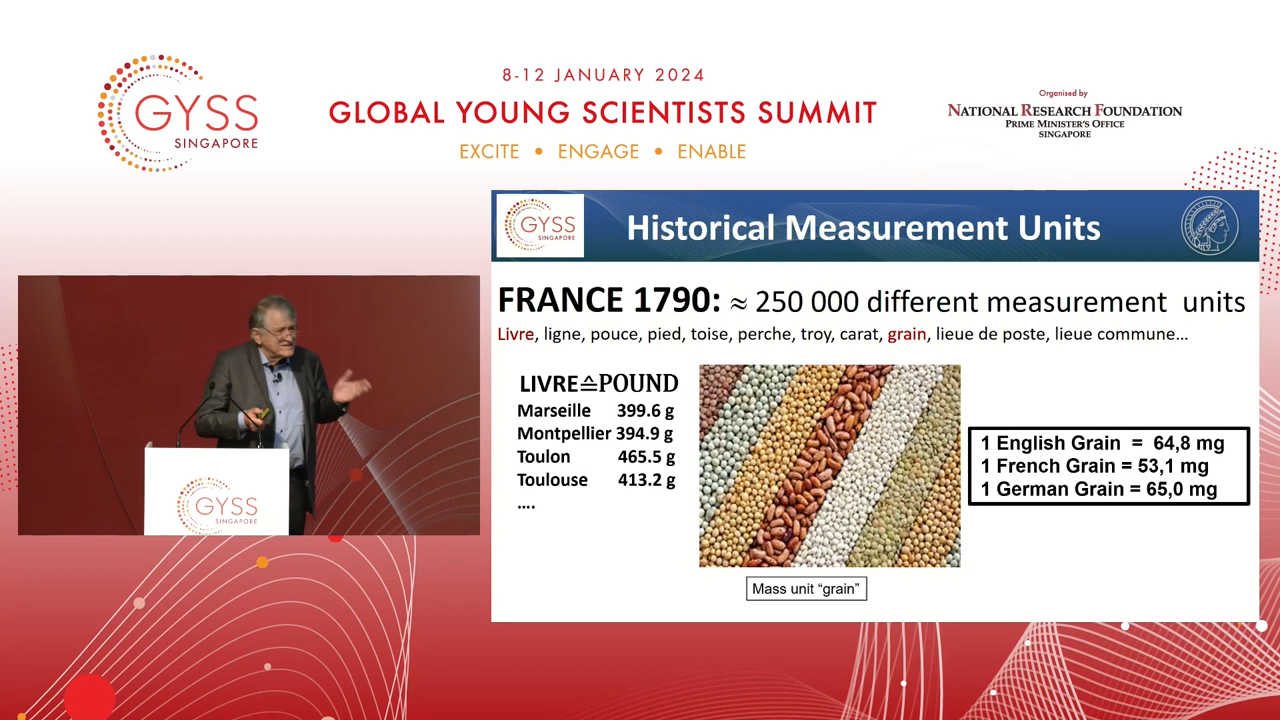 GYSS
SINGAPORE
8-12 JANUARY 2024
GLOBAL YOUNG SCIENTISTS SUMMIT
EXCITE • ENGAGE • ENABLE
Organised by
NATIONAL RESEARCH FOUNDATION
PRIME MINISTER'S OFFICE
SINGAPORE
GYSS
SINGAPORE
Historical Measurement Units
FRANCE 1790: ≈ 250 000 different measurement units
Livre, ligne, pouce, pied, toise, perche, troy, carat, grain, lieue de poste, lieue commune...
LIVRE≙POUND
Marseille 399.6 g
Montpellier 394.9 g
Toulon 465.5 g
Toulouse 413.2 g
....
1 English Grain = 64,8 mg
1 French Grain = 53,1 mg
1 German Grain = 65,0 mg
Mass unit “grain”
GYSS
SINGAPORE